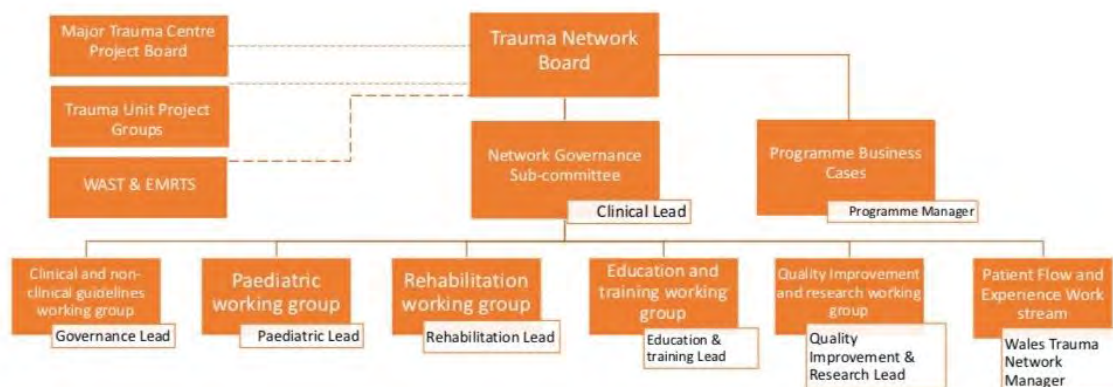 Major Trauma Centre
Project Board
Trauma Network
Board
Trauma Unit Project
Groups
WAST & EMRTS
Network Governance
Sub-committee
Clinical Lead
Programme Business
Cases
Programme Manager
Clinical and non-
clinical guidelines
working group
Governance Lead
Paediatric
working group
Paediatric Lead
Rehabilitation
working group
Rehabilitation Lead
Education and
training working
group
Education &
training Lead
Quality Improvement
and research working
group
Quality
Improvement &
Research Lead
Patient Flow and
Experience Work
stream
Wales Trauma
Network
Manager